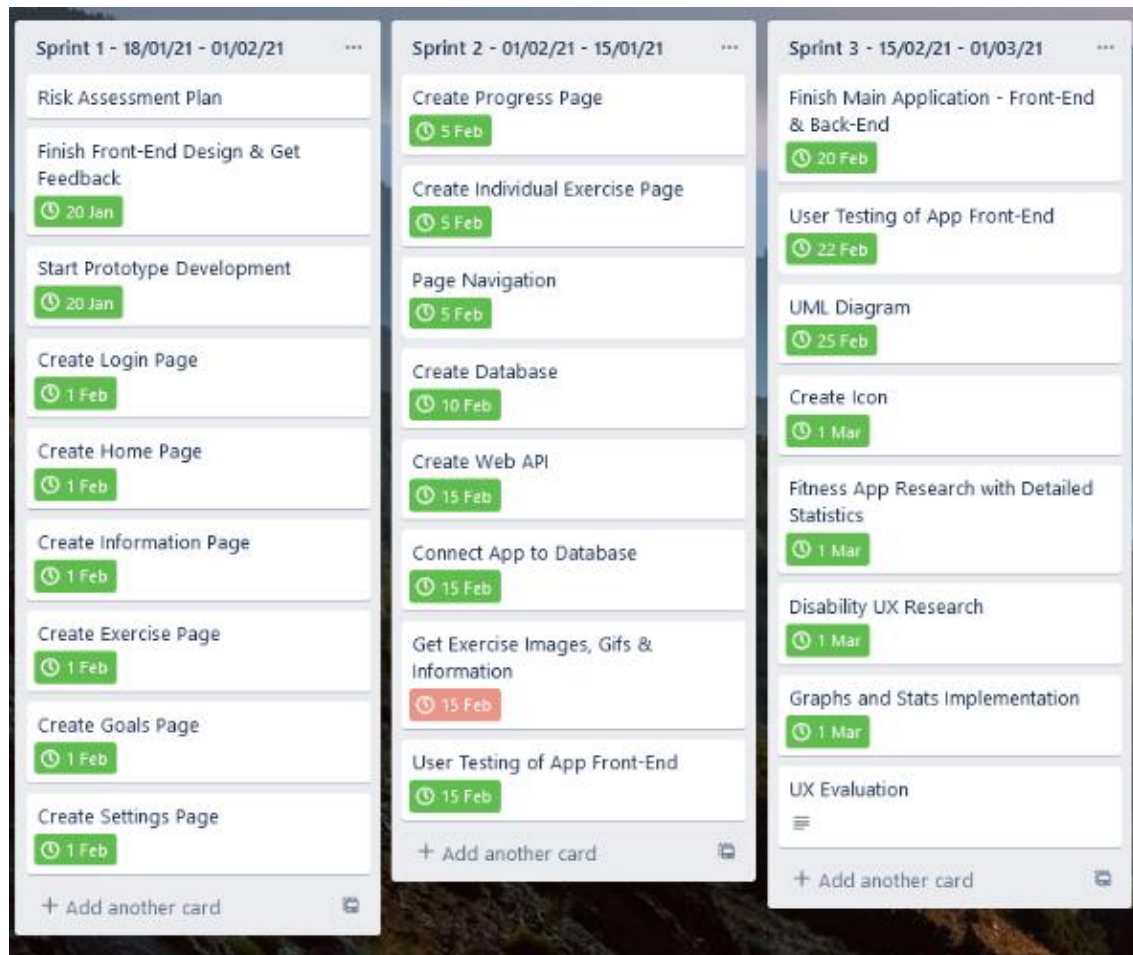 Sprint 1 - 18/01/21 - 01/02/21
Risk Assessment Plan
Finish Front-End Design & Get
Feedback
20 Jan
Start Prototype Development
20 Jan
Create Login Page
1 Feb
Create Home Page
1 Feb
Create Information Page
1 Feb
Create Exercise Page
1 Feb
Create Goals Page
1 Feb
Create Settings Page
1 Feb
+ Add another card
Sprint 2 - 01/02/21 - 15/01/21
Create Progress Page
5 Feb
Create Individual Exercise Page
5 Feb
Page Navigation
5 Feb
Create Database
10 Feb
Create Web API
15 Feb
Connect App to Database
15 Feb
Get Exercise Images, Gifs &
Information
15 Feb
User Testing of App Front-End
15 Feb
+ Add another card
Sprint 3 - 15/02/21 - 01/03/21
Finish Main Application - Front-End
& Back-End
20 Feb
User Testing of App Front-End
22 Feb
UML Diagram
25 Feb
Create Icon
1 Mar
Fitness App Research with Detailed
Statistics
1 Mar
Disability UX Research
1 Mar
Graphs and Stats Implementation
1 Mar
UX Evaluation
+ Add another card